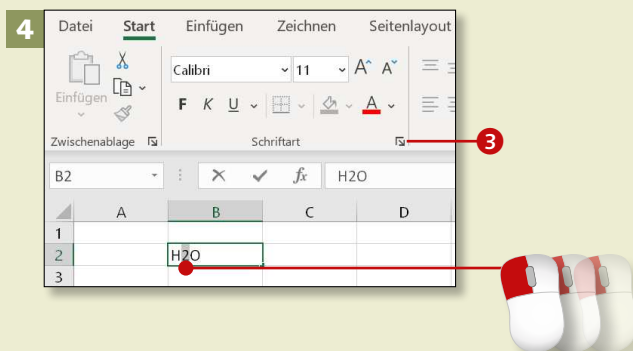 4
Datei Start Einfügen Zeichnen Seitenlayout
Calibri 11 A A
Einfügen
F K U A
Zwischenablage Schriftart
3
B2 fx H2O
A B C D
1
2 H2O
3